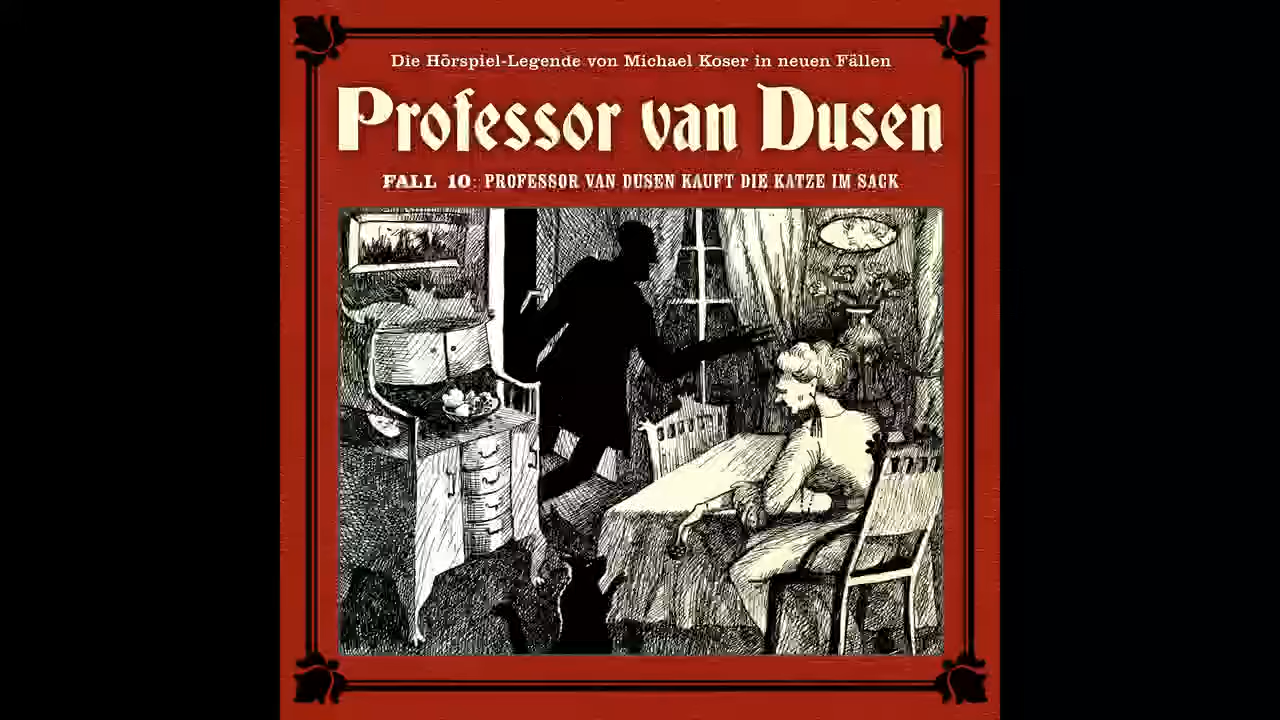 Die Hörspiel-Legende von Michael Koser in neuen Fällen
Professor van Dusen
FALL 10: PROFESSOR VAN DUSEN KAUFT DIE KATZE IM SACK